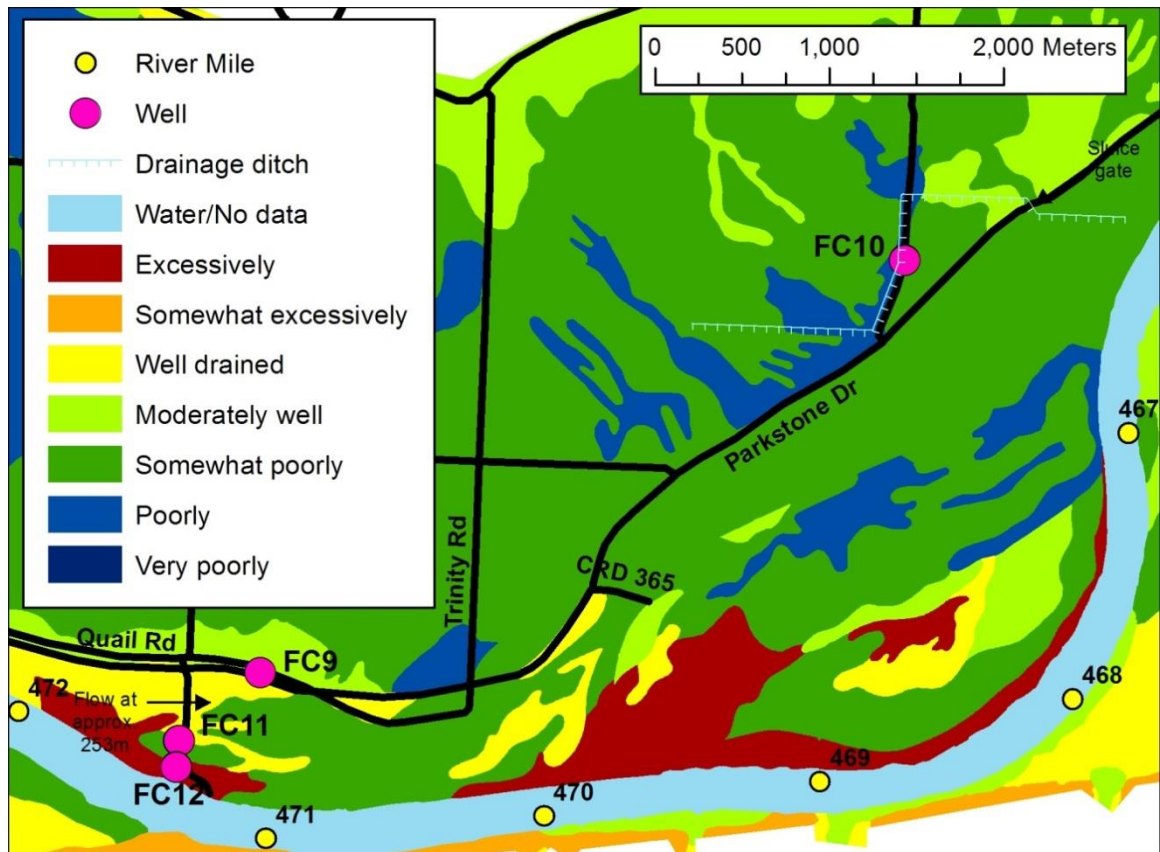 River Mile
Well
Drainage ditch
Water/No data
Excessively
Somewhat excessively
Well drained
Moderately well
Somewhat poorly
Poorly
Very poorly
0 500 1,000 2,000 Meters
Sluice
gate
FC10
467
Parkstone Dr
Trinity Rd
CRD 365
Quail Rd
FC9
472
Flow at
approx
253m
FC11
FC12
468
469
470
471